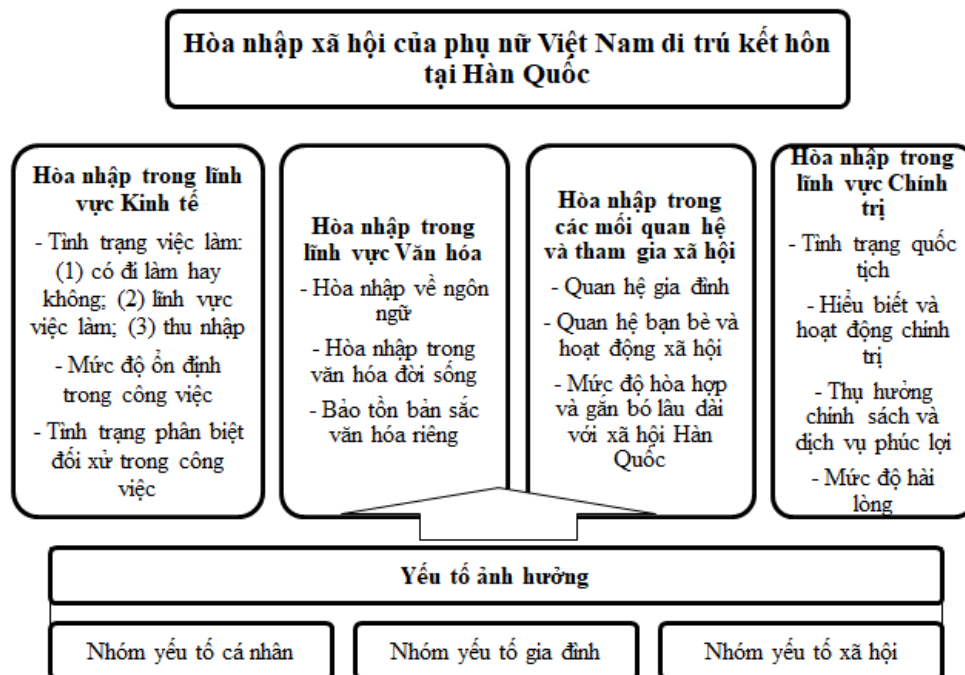 Hòa nhập xã hội của phụ nữ Việt Nam di trú kết hôn
tại Hàn Quốc
Hòa nhập trong lĩnh
vực Kinh tế
- Tình trạng việc làm:
(1) có đi làm hay
không; (2) lĩnh vực
việc làm; (3) thu nhập
- Mức độ ổn định
trong công việc
- Tình trạng phân biệt
đối xử trong công
việc
Hòa nhập trong
lĩnh vực Văn hóa
- Hòa nhập về ngôn
ngữ
- Hòa nhập trong
văn hóa đời sống
- Bảo tồn bản sắc
văn hóa riêng
Hòa nhập trong
các mối quan hệ
và tham gia xã hội
- Quan hệ gia đình
- Quan hệ bạn bè và
hoạt động xã hội
- Mức độ hòa hợp
và gắn bó lâu dài
với xã hội Hàn
Quốc
Hòa nhập trong
lĩnh vực Chính
trị
- Tình trạng quốc
tịch
- Hiểu biết và
hoạt động chính
trị
- Thụ hưởng
chính sách và
dịch vụ phúc lợi
- Mức độ hài
lòng
Yếu tố ảnh hưởng
Nhóm yếu tố cá nhân
Nhóm yếu tố gia đình
Nhóm yếu tố xã hội